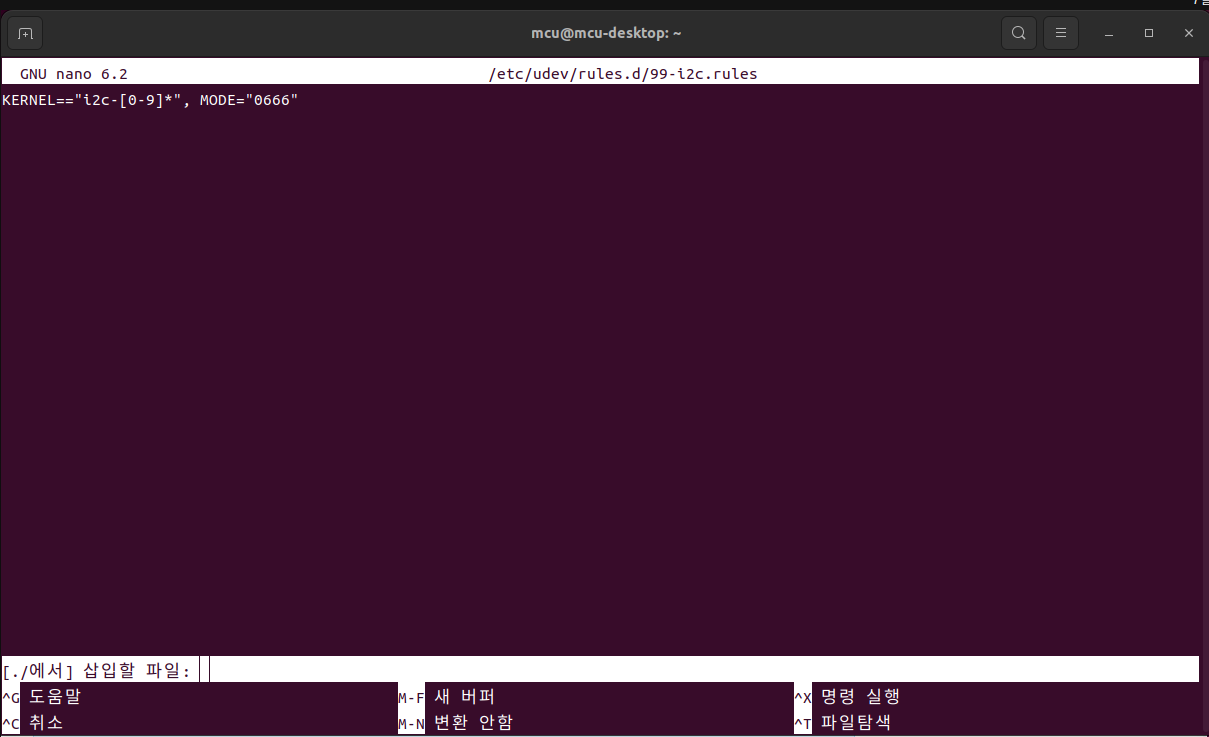 mcu@mcu-desktop: ~
GNU nano 6.2 /etc/udev/rules.d/99-i2c.rules
KERNEL=="i2c-[0-9]*", MODE="0666"
[./에서] 삽입할 파일:
^G 도움말 M-F 새 버퍼 ^X 명령 실행
^C 취소 M-N 변환 안함 ^T 파일탐색